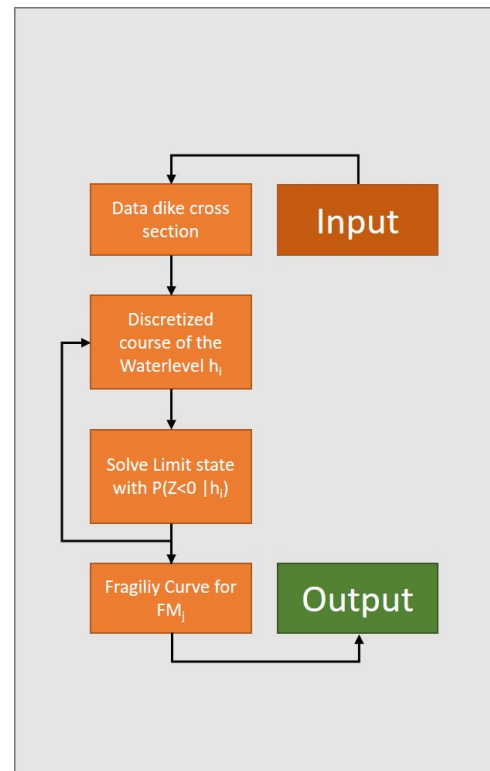 Data dike cross
section
Input
Discretized
course of the
Waterlevel hᵢ
Solve Limit state
with P(Z<0 |hᵢ)
Fragiliy Curve for
FMⱼ
Output